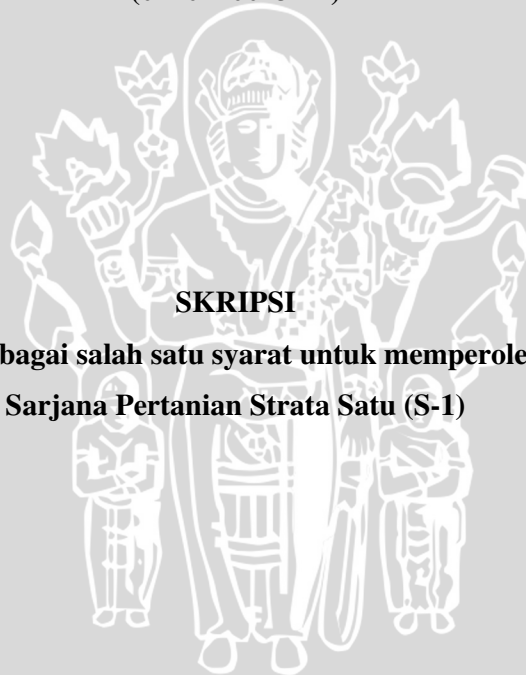 SKRIPSI
bagai salah satu syarat untuk memperole
Sarjana Pertanian Strata Satu (S-1)